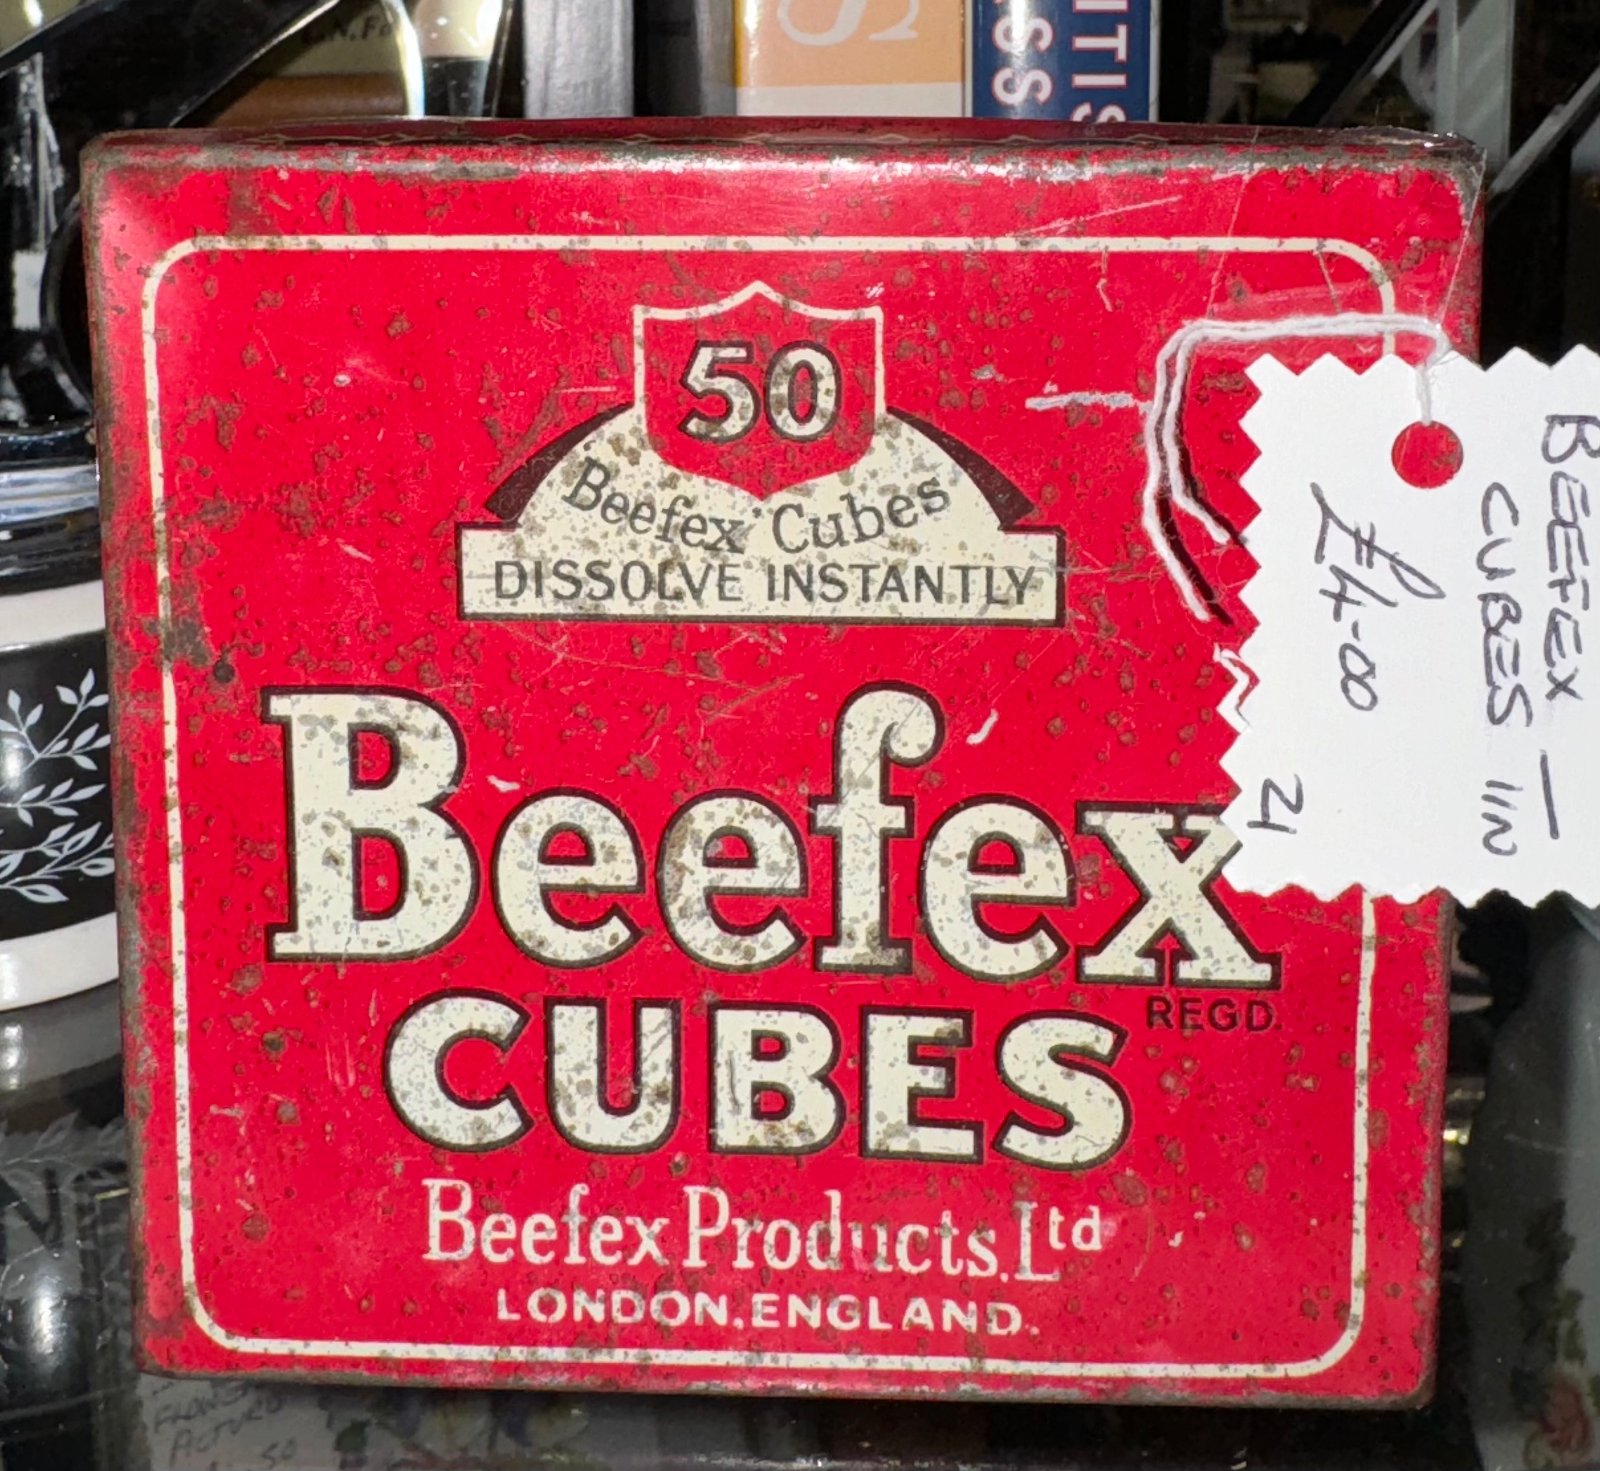 50
Beefex Cubes
DISSOLVE INSTANTLY
Beefex
REGD.
CUBES
Beefex Products, Ltd
LONDON, ENGLAND.
BEEFEX —
CUBES TIN
£4-00
21